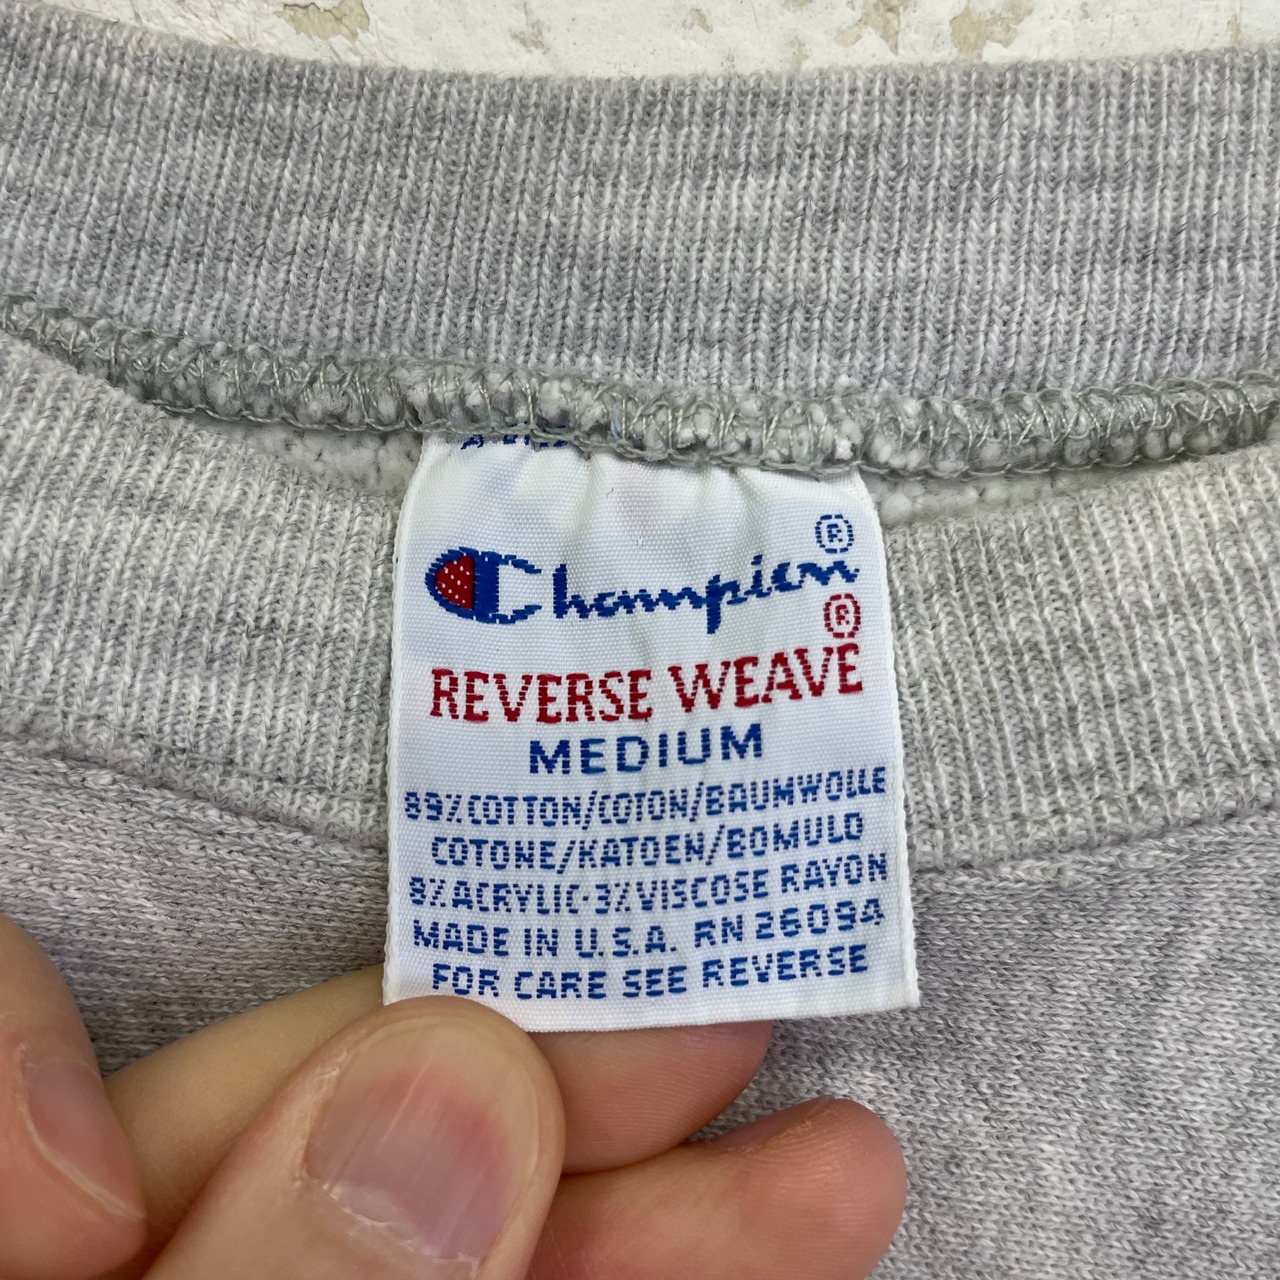 Champion®
REVERSE WEAVE®
MEDIUM
89% COTTON/COTON/BAUMWOLLE
COTONE/KATOEN/BOMULD
8% ACRYLIC·3% VISCOSE RAYON
MADE IN U.S.A. RN 26094
FOR CARE SEE REVERSE